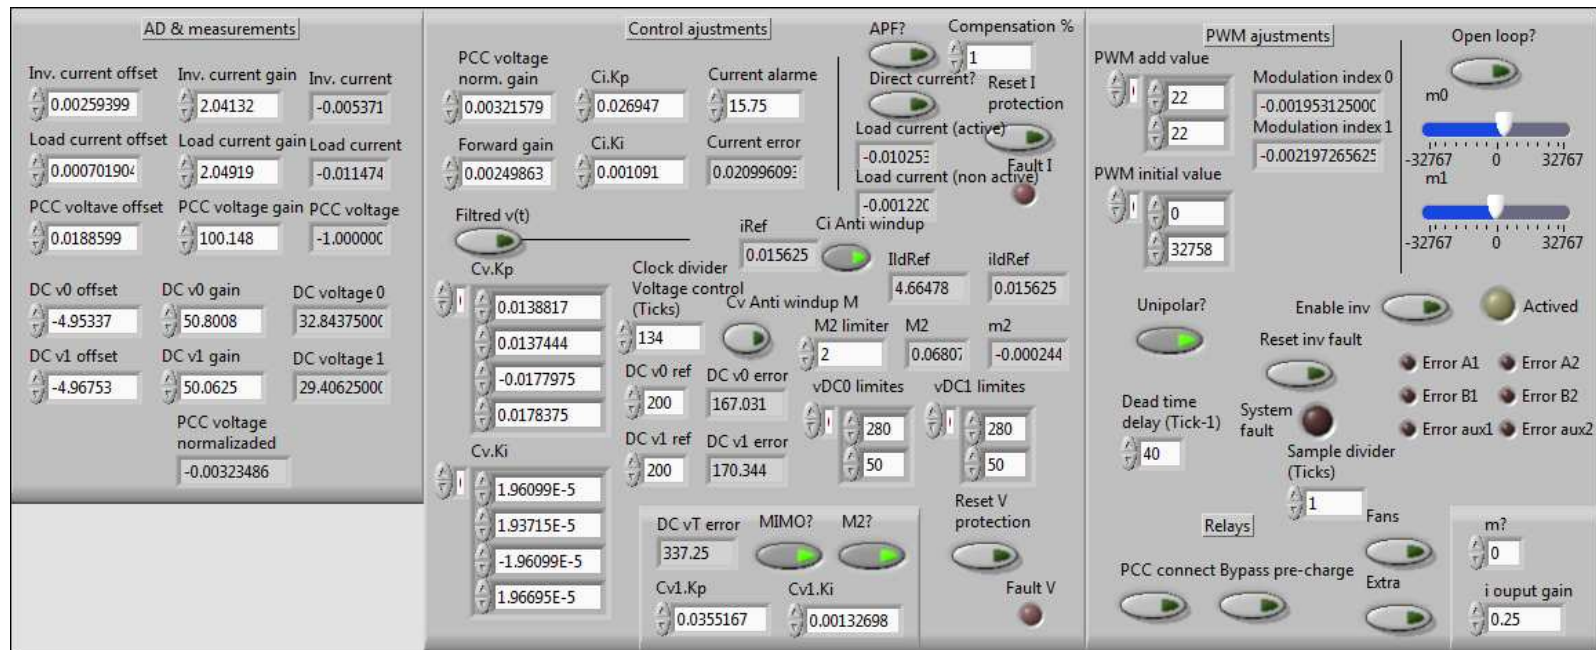 AD & measurements
Inv. current offset Inv. current gain Inv. current
0.00259399 2.04132 -0.005371
Load current offset Load current gain Load current
0.000701904 2.04919 -0.011474
PCC voltave offset PCC voltage gain PCC voltage
0.0188599 100.148 -1.000000
DC v0 offset DC v0 gain DC voltage 0
-4.95337 50.8008 32.84375000
DC v1 offset DC v1 gain DC voltage 1
-4.96753 50.0625 29.40625000
PCC voltage
normalizaded
-0.00323486
Control ajustments
PCC voltage
norm. gain Ci.Kp Current alarme
0.00321579 0.026947 15.75
Forward gain Ci.Ki Current error
0.00249863 0.001091 0.02099609
APF? Compensation %
1
Direct current? Reset I
protection
Load current (active)
-0.01025
Load current (non active) Fault I
-0.00122
Filtred v(t)
iRef Ci Anti windup
0.015625
IldRef ildRef
4.66478 0.015625
Cv.Kp
0.0138817
0.0137444
-0.0177975
0.0178375
Clock divider
Voltage control
(Ticks)
134
Cv Anti windup M
M2 limiter M2 m2
2 0.06807 -0.000244
DC v0 ref DC v0 error
200 167.031
DC v1 ref DC v1 error
200 170.344
vDC0 limites vDC1 limites
280 280
50 50
Cv.Ki
1.96099E-5
1.93715E-5
-1.96099E-5
1.96695E-5
DC vT error MIMO? M2?
337.25
Cv1.Kp Cv1.Ki
0.0355167 0.00132698
Reset V
protection
Fault V
PWM ajustments
PWM add value
22
22
Modulation index 0
-0.001953125000
Modulation index 1
-0.002197265625
PWM initial value
0
32758
Open loop?
m0
-32767 0 32767
m1
-32767 0 32767
Unipolar? Enable inv Actived
Reset inv fault
Error A1 Error A2
Error B1 Error B2
Error aux1 Error aux2
Dead time
delay (Tick-1)
40
System
fault
Sample divider
(Ticks)
1
Relays
Fans
PCC connect Bypass pre-charge
Extra
m?
0
i ouput gain
0.25